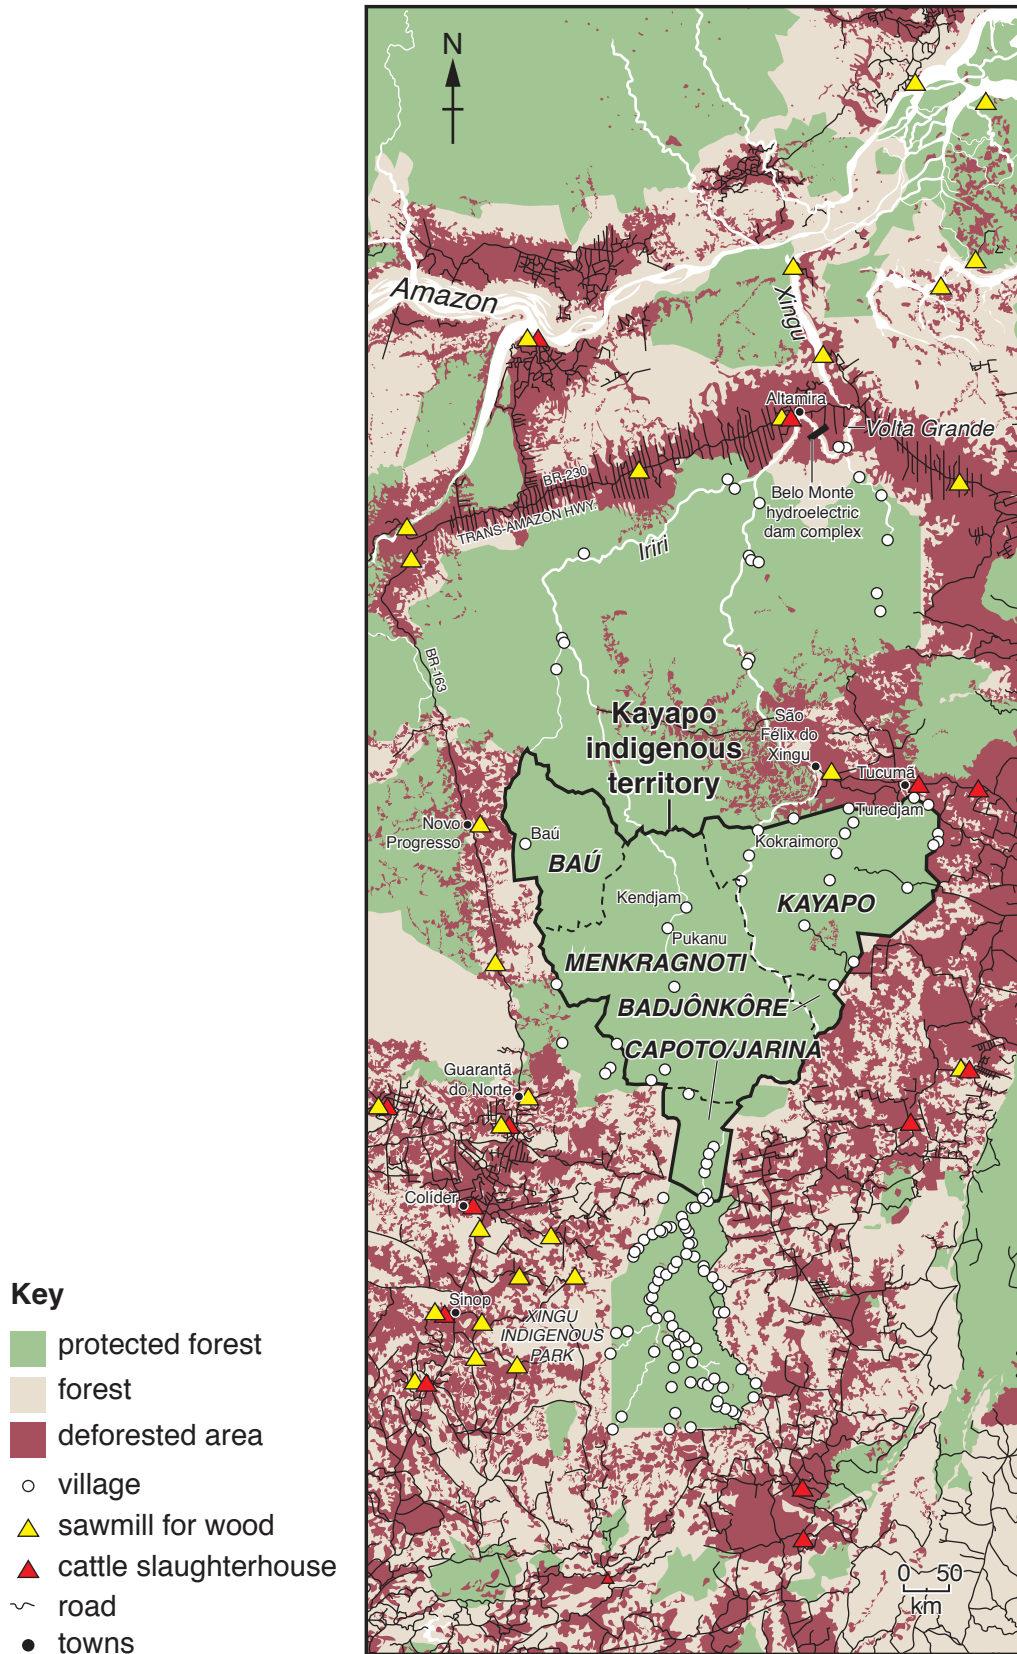 N
Amazon
Xingu
Altamira
Volta Grande
BR-230
TRANS-AMAZON HWY.
Belo Monte
hydroelectric
dam complex
Iriri
BR-163
Kayapo
indigenous
territory
São
Félix do
Xingu
Tucumã
Turedjam
Novo
Progresso
Baú
BAÚ
Kokraimoro
Kendjam
KAYAPO
Pukanu
MENKRAGNOTI
BADJÔNKÔRE
CAPOTO/JARINA
Guarantã
do Norte
Colíder
Sinop
XINGU
INDIGENOUS
PARK
Key
protected forest
forest
deforested area
village
sawmill for wood
cattle slaughterhouse
road
towns
0 50
km